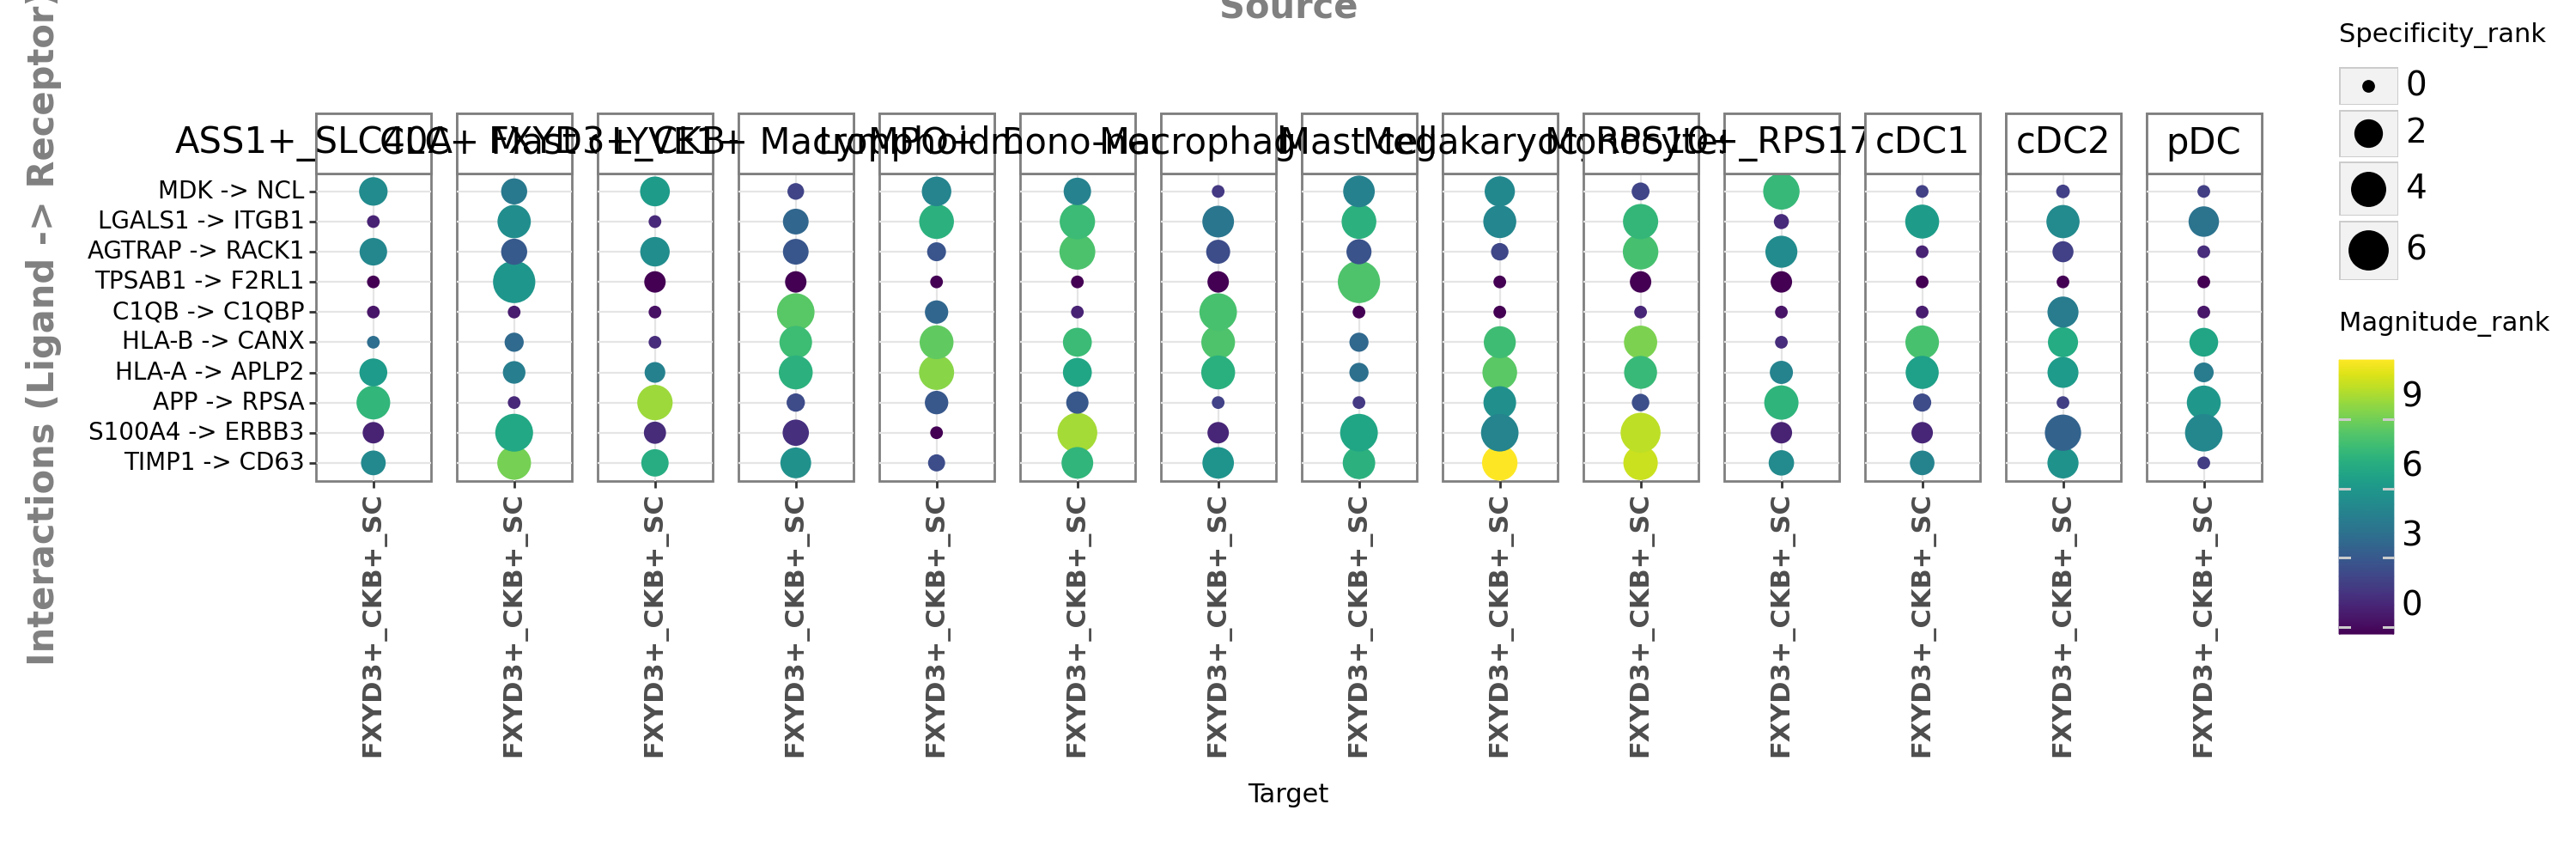 Source
Specificity_rank
0
2
4
6
Magnitude_rank
9
6
3
0
cDC1
cDC2
pDC
Interactions (Ligand -> Receptor)
MDK -> NCL
LGALS1 -> ITGB1
AGTRAP -> RACK1
TPSAB1 -> F2RL1
C1QB -> C1QBP
HLA-B -> CANX
HLA-A -> APLP2
APP -> RPSA
S100A4 -> ERBB3
TIMP1 -> CD63
FXYD3+_CKB+_SC
FXYD3+_CKB+_SC
FXYD3+_CKB+_SC
FXYD3+_CKB+_SC
FXYD3+_CKB+_SC
FXYD3+_CKB+_SC
FXYD3+_CKB+_SC
FXYD3+_CKB+_SC
FXYD3+_CKB+_SC
FXYD3+_CKB+_SC
FXYD3+_CKB+_SC
FXYD3+_CKB+_SC
FXYD3+_CKB+_SC
FXYD3+_CKB+_SC
Target